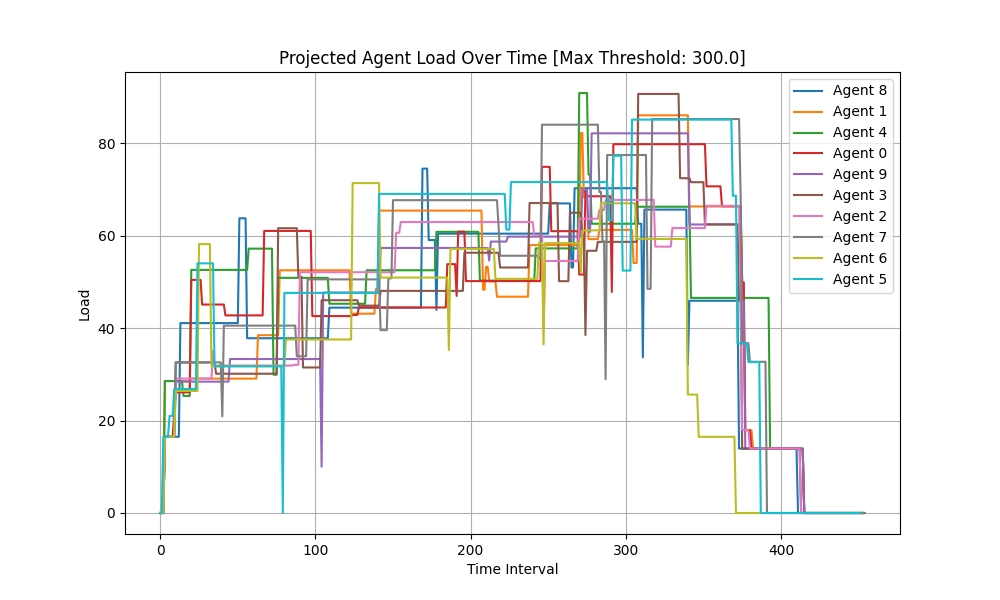 Projected Agent Load Over Time [Max Threshold: 300.0]
Load
80
60
40
20
0
0 100 200 300 400
Time Interval
Agent 8
Agent 1
Agent 4
Agent 0
Agent 9
Agent 3
Agent 2
Agent 7
Agent 6
Agent 5